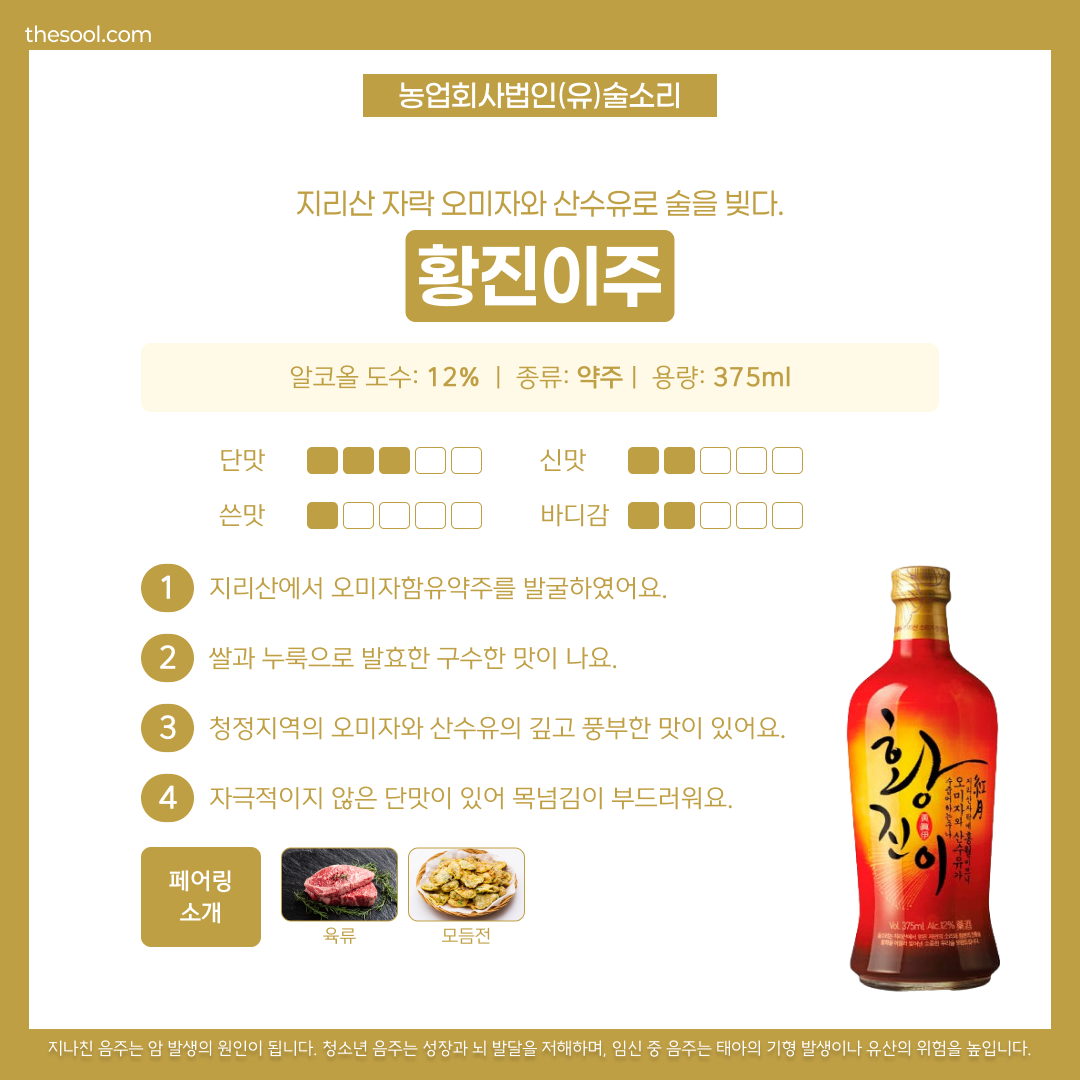 thesool.com
농업회사법인(유)술소리
지리산 자락 오미자와 산수유로 술을 빚다.
황진이주
알코올 도수: 12% | 종류: 약주 | 용량: 375ml
단맛
신맛
쓴맛
바디감
1 지리산에서 오미자함유약주를 발굴하였어요.
2 쌀과 누룩으로 발효한 구수한 맛이 나요.
3 청정지역의 오미자와 산수유의 깊고 풍부한 맛이 있어요.
4 자극적이지 않은 단맛이 있어 목넘김이 부드러워요.
황진이
紅月
오미자와 산수유가
Vol. 375ml Alc.12% 藥酒
페어링
소개
육류
모듬전
지나친 음주는 암 발생의 원인이 됩니다. 청소년 음주는 성장과 뇌 발달을 저해하며, 임신 중 음주는 태아의 기형 발생이나 유산의 위험을 높입니다.